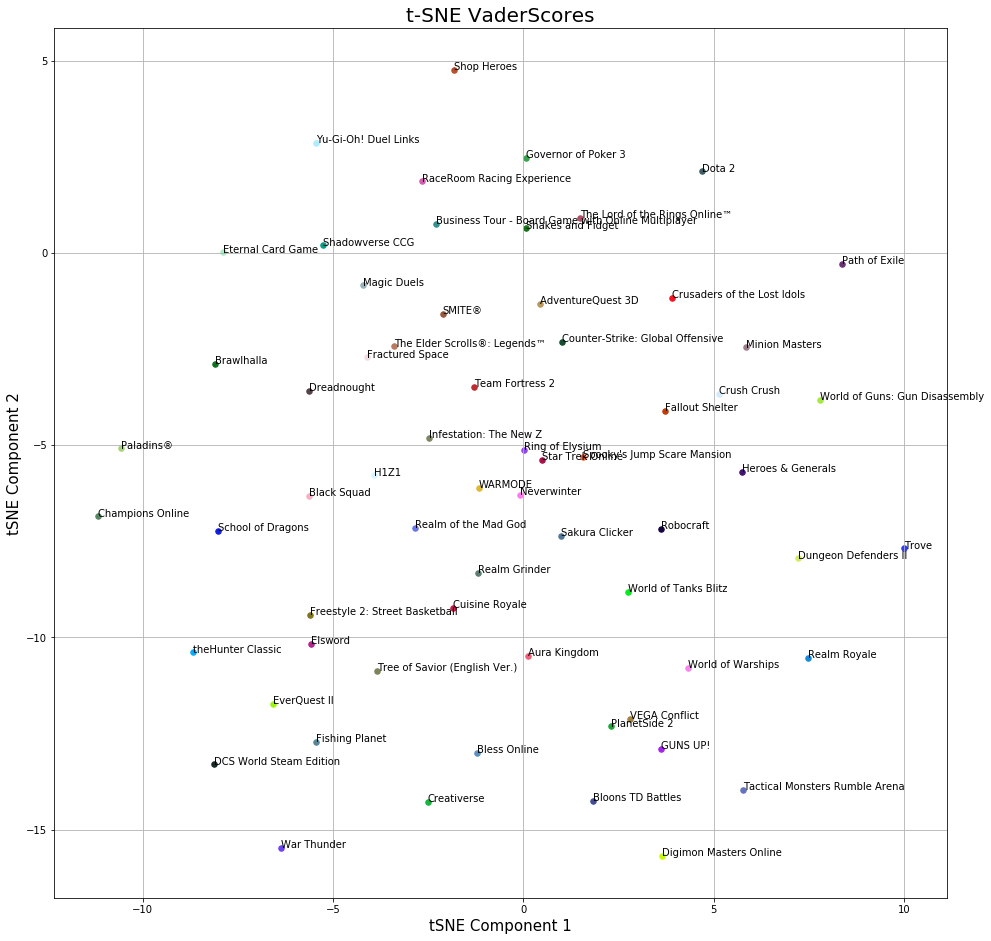 t-SNE VaderScores
5
Shop Heroes
Yu-Gi-Oh! Duel Links
Governor of Poker 3
Dota 2
RaceRoom Racing Experience
The Lord of the Rings Online™
Business Tour - Board Game with Online Multiplayer
Snakes and Fidget
Shadowverse CCG
Eternal Card Game
0
Path of Exile
Magic Duels
Crusaders of the Lost Idols
AdventureQuest 3D
SMITE®
Counter-Strike: Global Offensive
The Elder Scrolls®: Legends™
Minion Masters
Fractured Space
Brawlhalla
Team Fortress 2
Dreadnought
Crush Crush
World of Guns: Gun Disassembly
Fallout Shelter
Infestation: The New Z
Paladins®
−5
Ring of Elysium
Star Trek Online
Spooky's Jump Scare Mansion
Heroes & Generals
H1Z1
WARMODE
Neverwinter
Black Squad
Champions Online
School of Dragons
Realm of the Mad God
Robocraft
Sakura Clicker
Trove
Dungeon Defenders II
Realm Grinder
World of Tanks Blitz
Cuisine Royale
Freestyle 2: Street Basketball
−10
Elsword
theHunter Classic
Aura Kingdom
Realm Royale
World of Warships
Tree of Savior (English Ver.)
EverQuest II
VEGA Conflict
PlanetSide 2
Fishing Planet
GUNS UP!
Bless Online
DCS World Steam Edition
Tactical Monsters Rumble Arena
Creativerse
Bloons TD Battles
−15
War Thunder
Digimon Masters Online
tSNE Component 2
−10
−5
0
5
10
tSNE Component 1